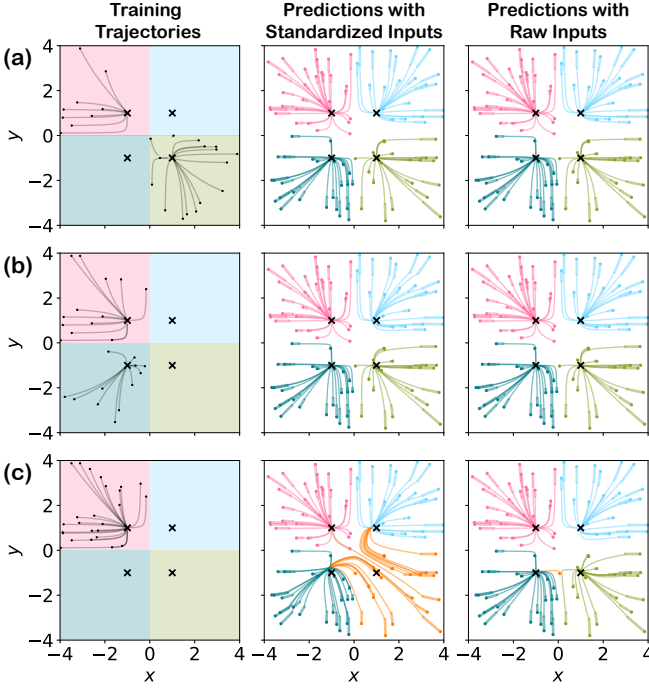 Training Trajectories
Predictions with Standardized Inputs
Predictions with Raw Inputs
(a)
4
2
0
−2
−4
y
(b)
4
2
0
−2
−4
y
(c)
4
2
0
−2
−4
y
−4 −2 0 2 4
−4 −2 0 2 4
−4 −2 0 2 4
x
x
x